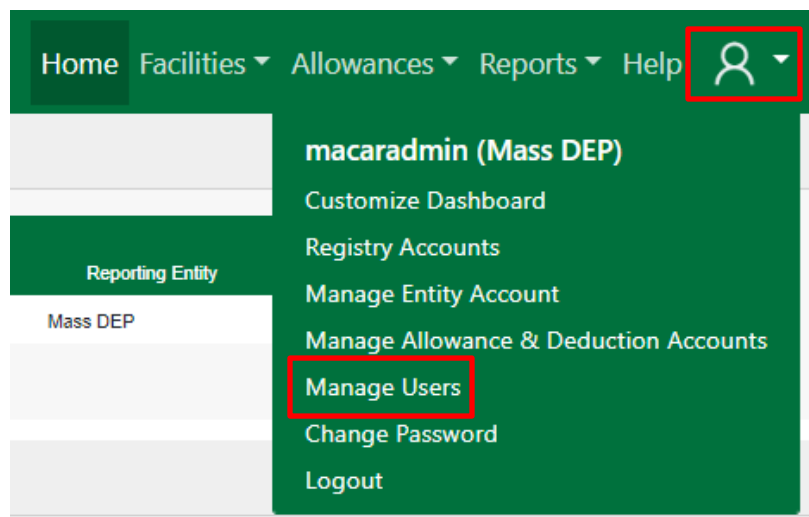 Home Facilities Allowances Reports Help
macaradmin (Mass DEP)
Customize Dashboard
Registry Accounts
Reporting Entity
Manage Entity Account
Mass DEP
Manage Allowance & Deduction Accounts
Manage Users
Change Password
Logout